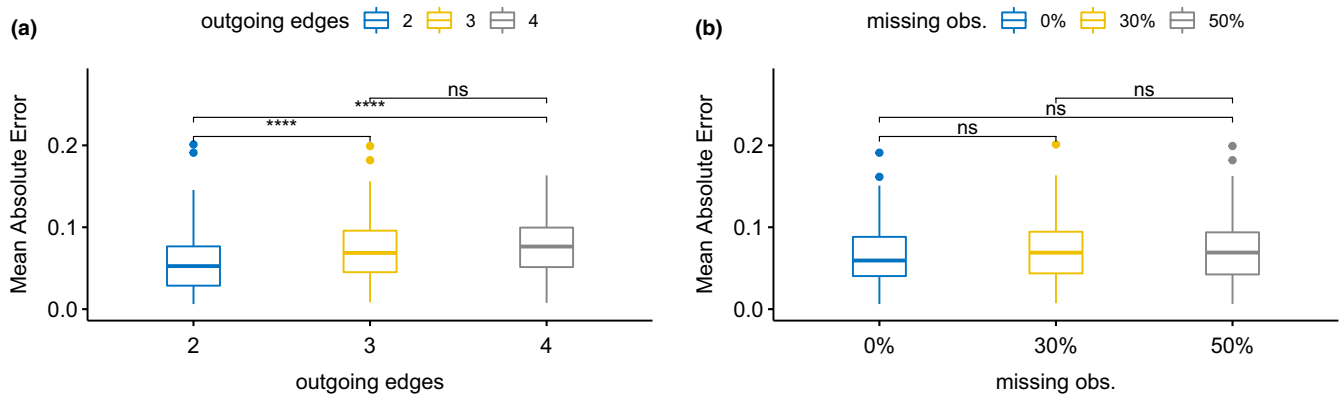 (a)
outgoing edges 2 3 4
Mean Absolute Error
0.2
0.1
0.0
ns
****
****
2 3 4
outgoing edges
(b)
missing obs. 0% 30% 50%
Mean Absolute Error
0.2
0.1
0.0
ns
ns
ns
0% 30% 50%
missing obs.